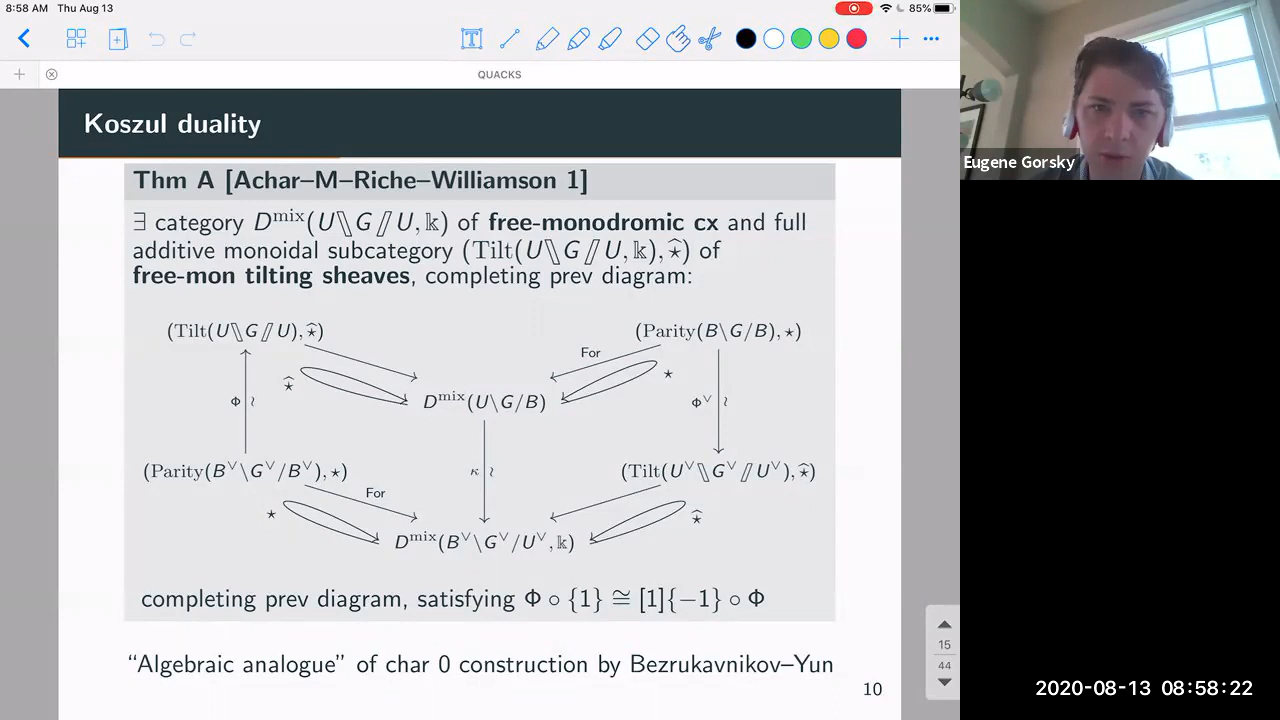 8:58 AM Thu Aug 13
85%
QUACKS
Koszul duality
Thm A [Achar–M–Riche–Williamson 1]
∃ category D^mix(U\\G//U, 𝕜) of free-monodromic cx and full
additive monoidal subcategory (Tilt(U\\G//U, 𝕜), ⋆̂) of
free-mon tilting sheaves, completing prev diagram:
(Tilt(U\\G//U), ⋆̂) (Parity(B\G/B), ⋆)
For
⋆̂ ⋆
Φ ≀ D^mix(U\G/B) Φ^∨ ≀
(Parity(B^∨\G^∨/B^∨), ⋆) κ ≀ (Tilt(U^∨\\G^∨//U^∨), ⋆̂)
For
⋆ ⋆̂
D^mix(B^∨\G^∨/U^∨, 𝕜)
completing prev diagram, satisfying Φ ∘ {1} ≅ [1]{−1} ∘ Φ
“Algebraic analogue” of char 0 construction by Bezrukavnikov–Yun
10
15
44
Eugene Gorsky
2020-08-13 08:58:22